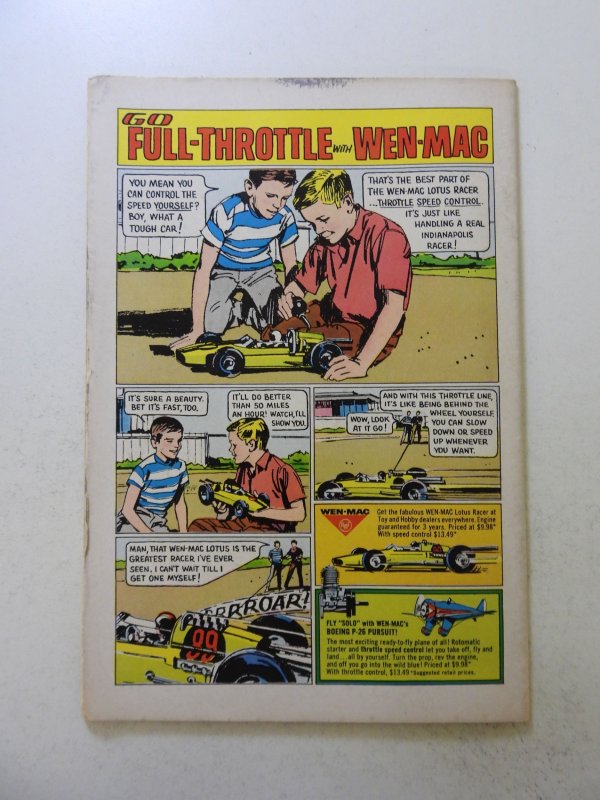 GO
FULL-THROTTLE WITH WEN-MAC
YOU MEAN YOU
CAN CONTROL THE
SPEED YOURSELF?
BOY, WHAT A
TOUGH CAR!
THAT'S THE BEST PART OF
THE WEN-MAC LOTUS RACER
...THROTTLE SPEED CONTROL.
IT'S JUST LIKE
HANDLING A REAL
INDIANAPOLIS
RACER!
IT'S SURE A BEAUTY.
BET IT'S FAST, TOO.
IT'LL DO BETTER
THAN 50 MILES
AN HOUR! WATCH, I'LL
SHOW YOU.
WOW, LOOK
AT IT GO!
AND WITH THIS THROTTLE LINE,
IT'S LIKE BEING BEHIND THE
WHEEL YOURSELF.
YOU CAN SLOW
DOWN OR SPEED
UP WHENEVER
YOU WANT.
MAN, THAT WEN-MAC LOTUS IS THE
GREATEST RACER I'VE EVER
SEEN. I CAN'T WAIT TILL I
GET ONE MYSELF!
RRRROAR!
99
WEN-MAC
Get the fabulous WEN-MAC Lotus Racer at
Toy and Hobby dealers everywhere. Engine
guaranteed for 3 years. Priced at $9.98*
With speed control $13.49*
FLY "SOLO" with WEN-MAC's
BOEING P-26 PURSUIT!
The most exciting ready-to-fly plane of all! Rotomatic
starter and throttle speed control let you take off, fly and
land...all by yourself. Turn the prop, rev the engine,
and off you go into the wild blue! Priced at $9.98*
With throttle control, $13.49 *Suggested retail prices.